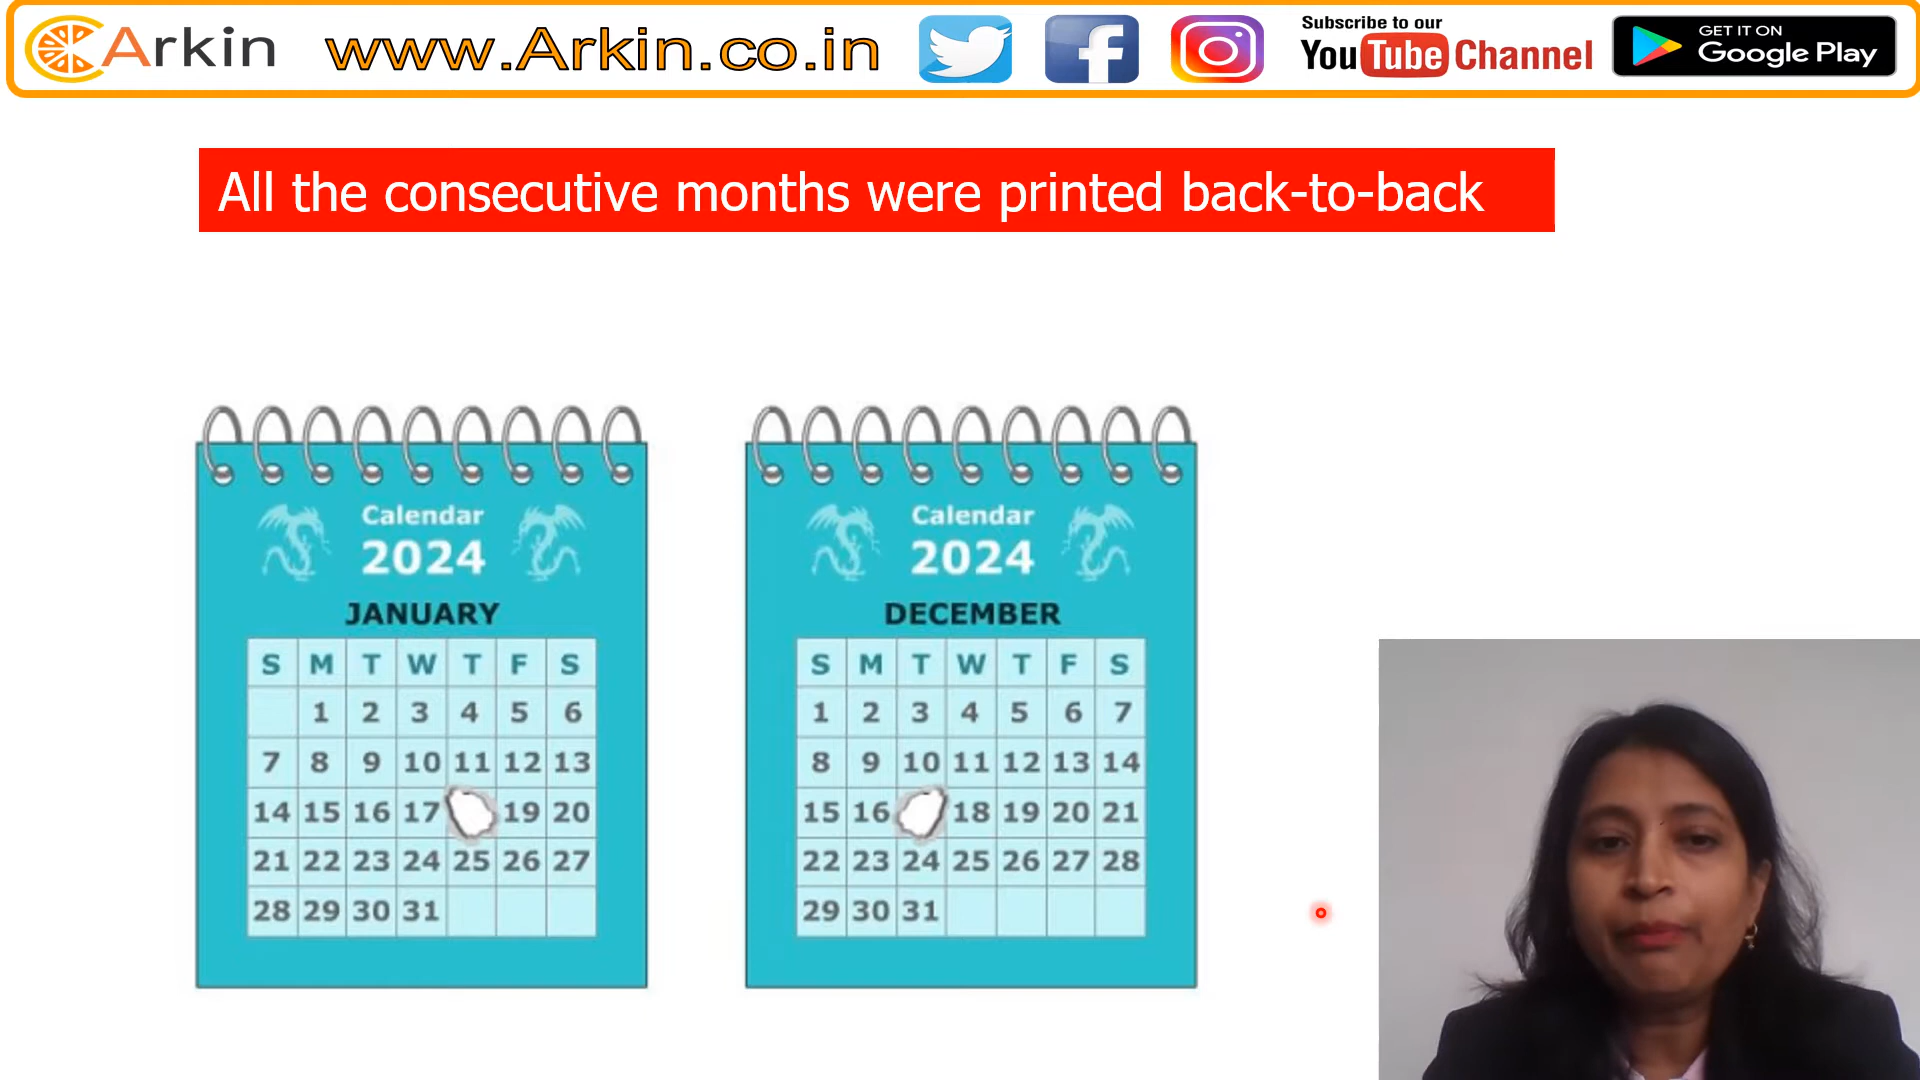 Arkin www.Arkin.co.in Subscribe to our YouTube Channel GET IT ON Google Play
All the consecutive months were printed back-to-back
Calendar
2024
JANUARY
S M T W T F S
1 2 3 4 5 6
7 8 9 10 11 12 13
14 15 16 17 19 20
21 22 23 24 25 26 27
28 29 30 31
Calendar
2024
DECEMBER
S M T W T F S
1 2 3 4 5 6 7
8 9 10 11 12 13 14
15 16 18 19 20 21
22 23 24 25 26 27 28
29 30 31